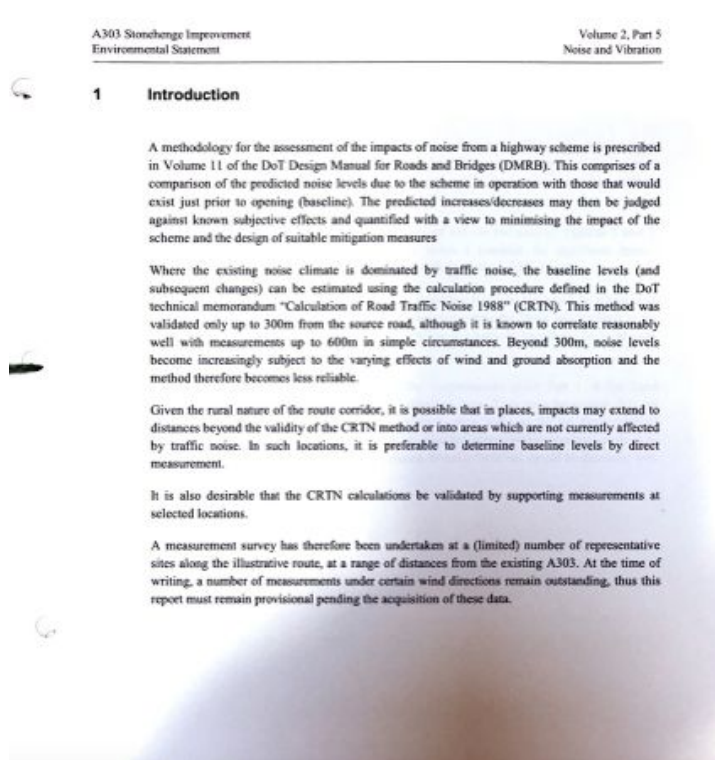 A303 Stonehenge Improvement
Environmental Statement
Volume 2, Part 5
Noise and Vibration
1 Introduction
A methodology for the assessment of the impacts of noise from a highway scheme is prescribed
in Volume 11 of the DoT Design Manual for Roads and Bridges (DMRB). This comprises of a
comparison of the predicted noise levels due to the scheme in operation with those that would
exist just prior to opening (baseline). The predicted increases/decreases may then be judged
against known subjective effects and quantified with a view to minimising the impact of the
scheme and the design of suitable mitigation measures
Where the existing noise climate is dominated by traffic noise, the baseline levels (and
subsequent changes) can be estimated using the calculation procedure defined in the DoT
technical memorandum "Calculation of Road Traffic Noise 1988" (CRTN). This method was
validated only up to 300m from the source road, although it is known to correlate reasonably
well with measurements up to 600m in simple circumstances. Beyond 300m, noise levels
become increasingly subject to the varying effects of wind and ground absorption and the
method therefore becomes less reliable.
Given the rural nature of the route corridor, it is possible that in places, impacts may extend to
distances beyond the validity of the CRTN method or into areas which are not currently affected
by traffic noise. In such locations, it is preferable to determine baseline levels by direct
measurement.
It is also desirable that the CRTN calculations be validated by supporting measurements at
selected locations.
A measurement survey has therefore been undertaken at a (limited) number of representative
sites along the illustrative route, at a range of distances from the existing A303. At the time of
writing, a number of measurements under certain wind directions remain outstanding, thus this
report must remain provisional pending the acquisition of these data.